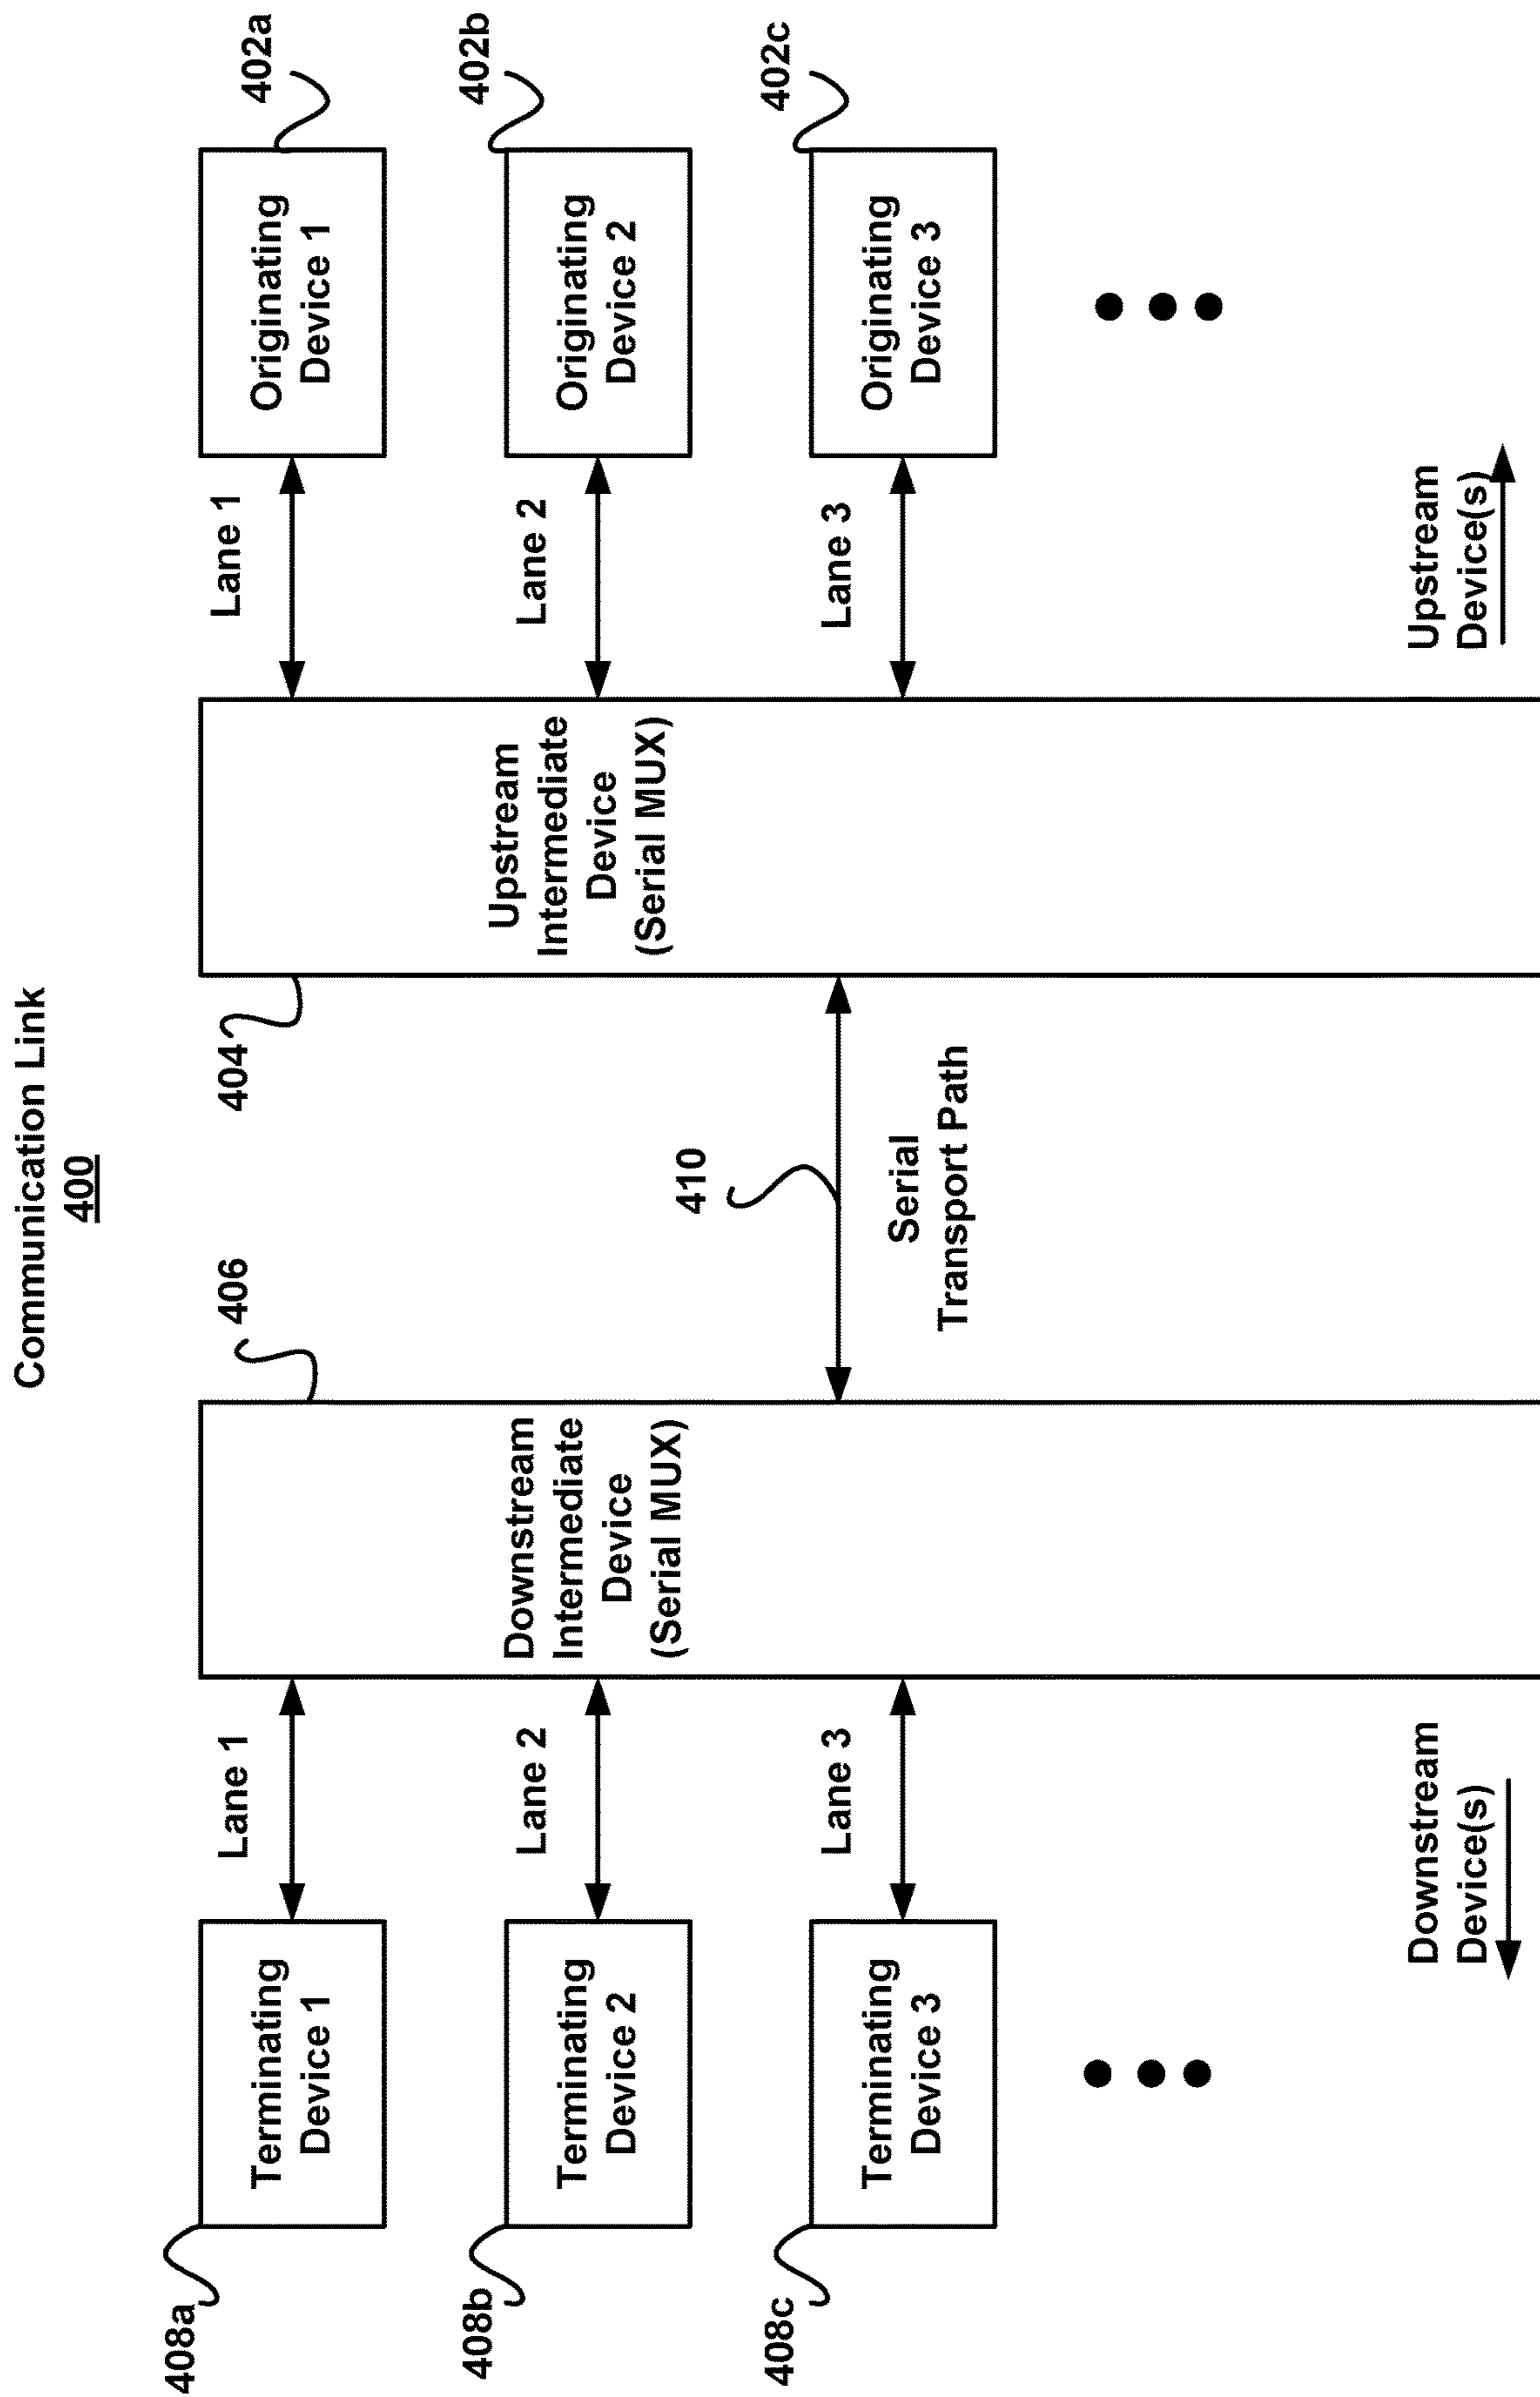 Communication Link
400
408a
Terminating
Device 1
Lane 1
406
404
Lane 1
Originating
Device 1
402a
408b
Terminating
Device 2
Lane 2
Downstream
Intermediate
Device
(Serial MUX)
410
Serial
Transport Path
Upstream
Intermediate
Device
(Serial MUX)
Lane 2
Originating
Device 2
402b
408c
Terminating
Device 3
Lane 3
Lane 3
Originating
Device 3
402c
Downstream
Device(s)
Upstream
Device(s)